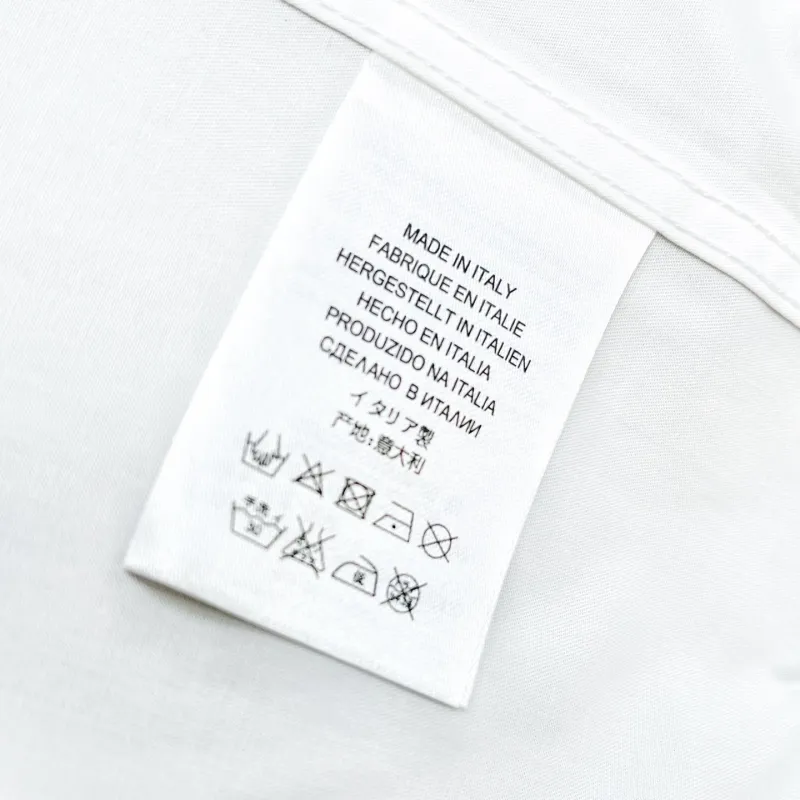 MADE IN ITALY
FABRIQUE EN ITALIE
HERGESTELLT IN ITALIEN
HECHO EN ITALIA
PRODUZIDO NA ITALIA
СДЕЛАНО В ИТАЛИИ
イタリア製
产地:意大利